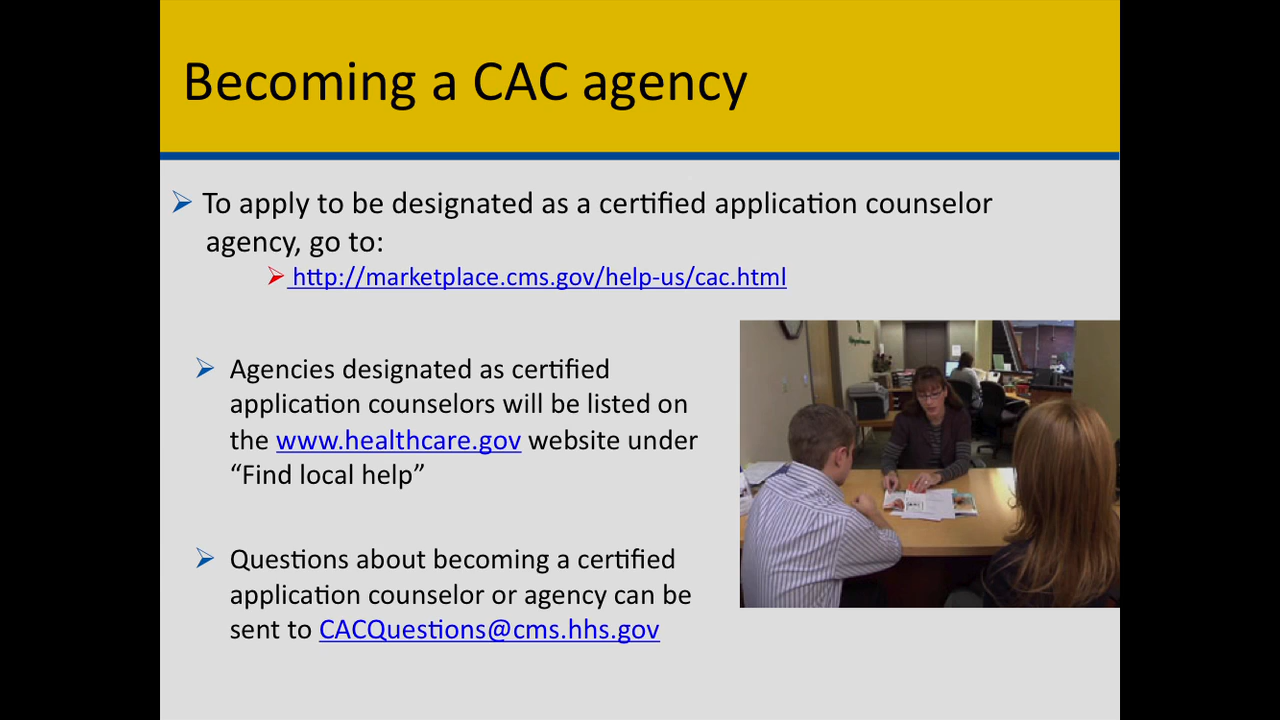 Becoming a CAC agency
To apply to be designated as a certified application counselor
agency, go to:
http://marketplace.cms.gov/help-us/cac.html
Agencies designated as certified
application counselors will be listed on
the www.healthcare.gov website under
“Find local help”
Questions about becoming a certified
application counselor or agency can be
sent to CACQuestions@cms.hhs.gov